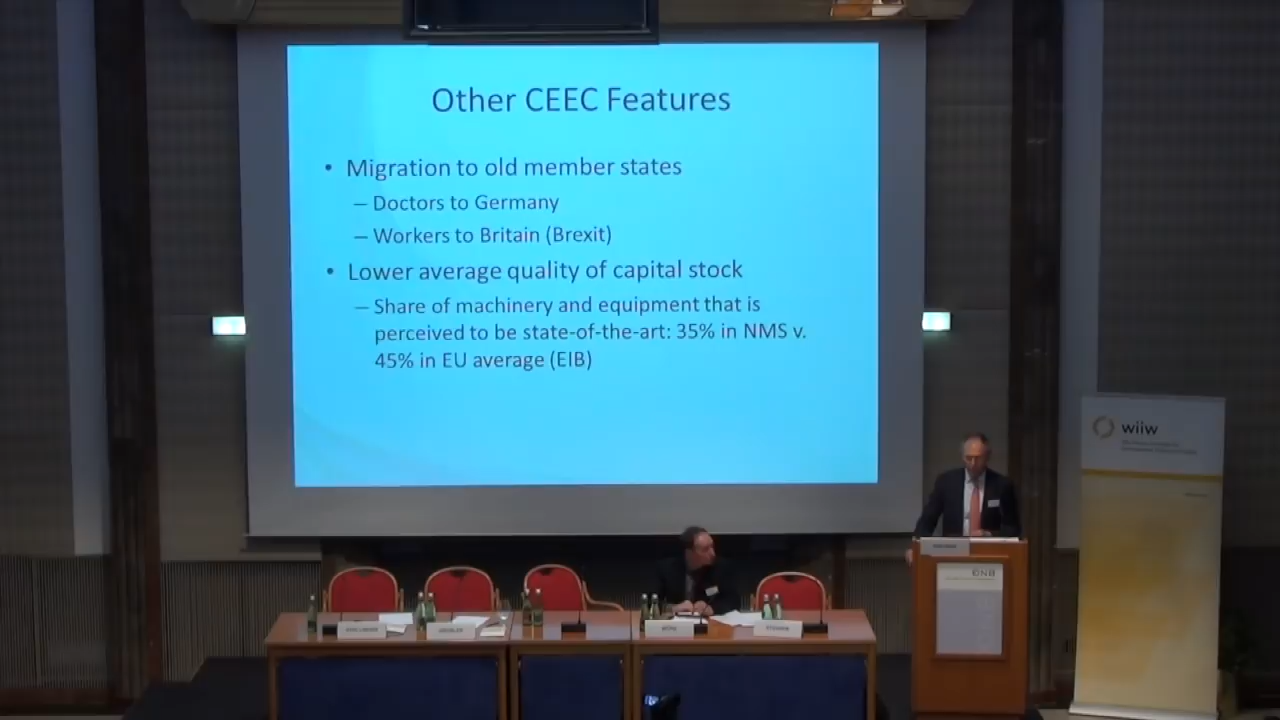 Other CEEC Features
• Migration to old member states
– Doctors to Germany
– Workers to Britain (Brexit)
• Lower average quality of capital stock
– Share of machinery and equipment that is
perceived to be state-of-the-art: 35% in NMS v.
45% in EU average (EIB)
wiiw